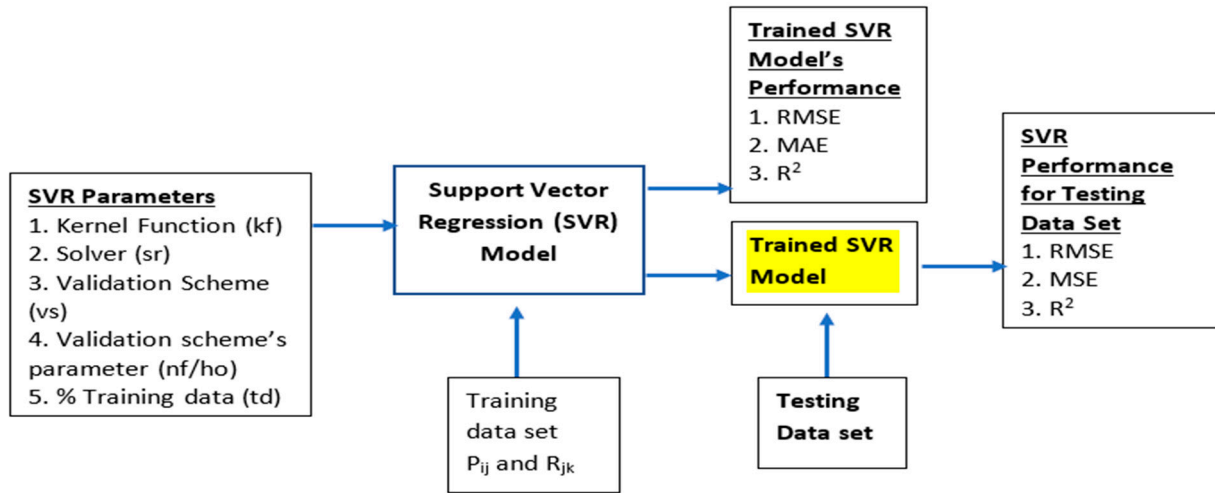 SVR Parameters
1. Kernel Function (kf)
2. Solver (sr)
3. Validation Scheme
(vs)
4. Validation scheme’s
parameter (nf/ho)
5. % Training data (td)
Support Vector
Regression (SVR)
Model
Training
data set
Pᵢⱼ and Rⱼₖ
Trained SVR
Model’s
Performance
1. RMSE
2. MAE
3. R²
Trained SVR
Model
Testing
Data set
SVR
Performance
for Testing
Data Set
1. RMSE
2. MSE
3. R²